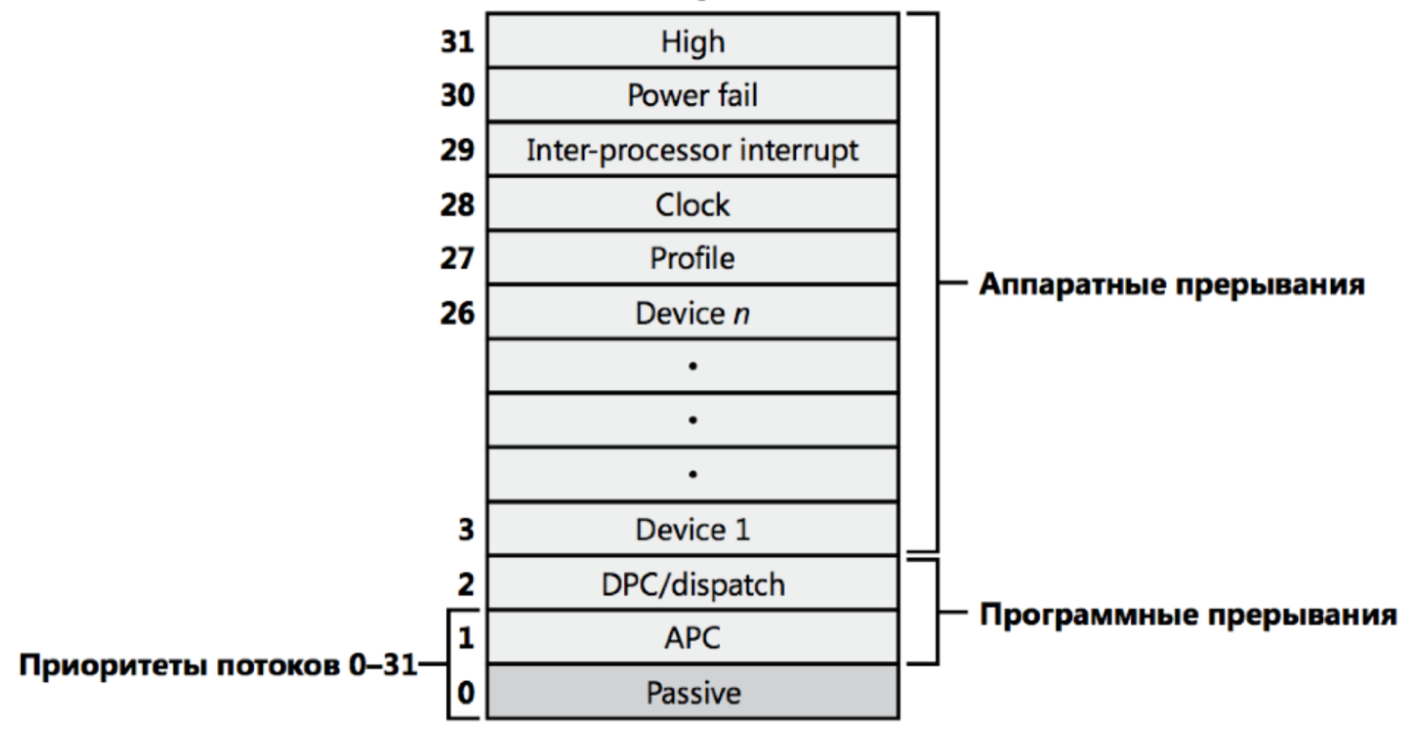 31 High
30 Power fail
29 Inter-processor interrupt
28 Clock
27 Profile
Аппаратные прерывания
26 Device n
•
•
•
3 Device 1
2 DPC/dispatch
Программные прерывания
1 APC
Приоритеты потоков 0–31
0 Passive